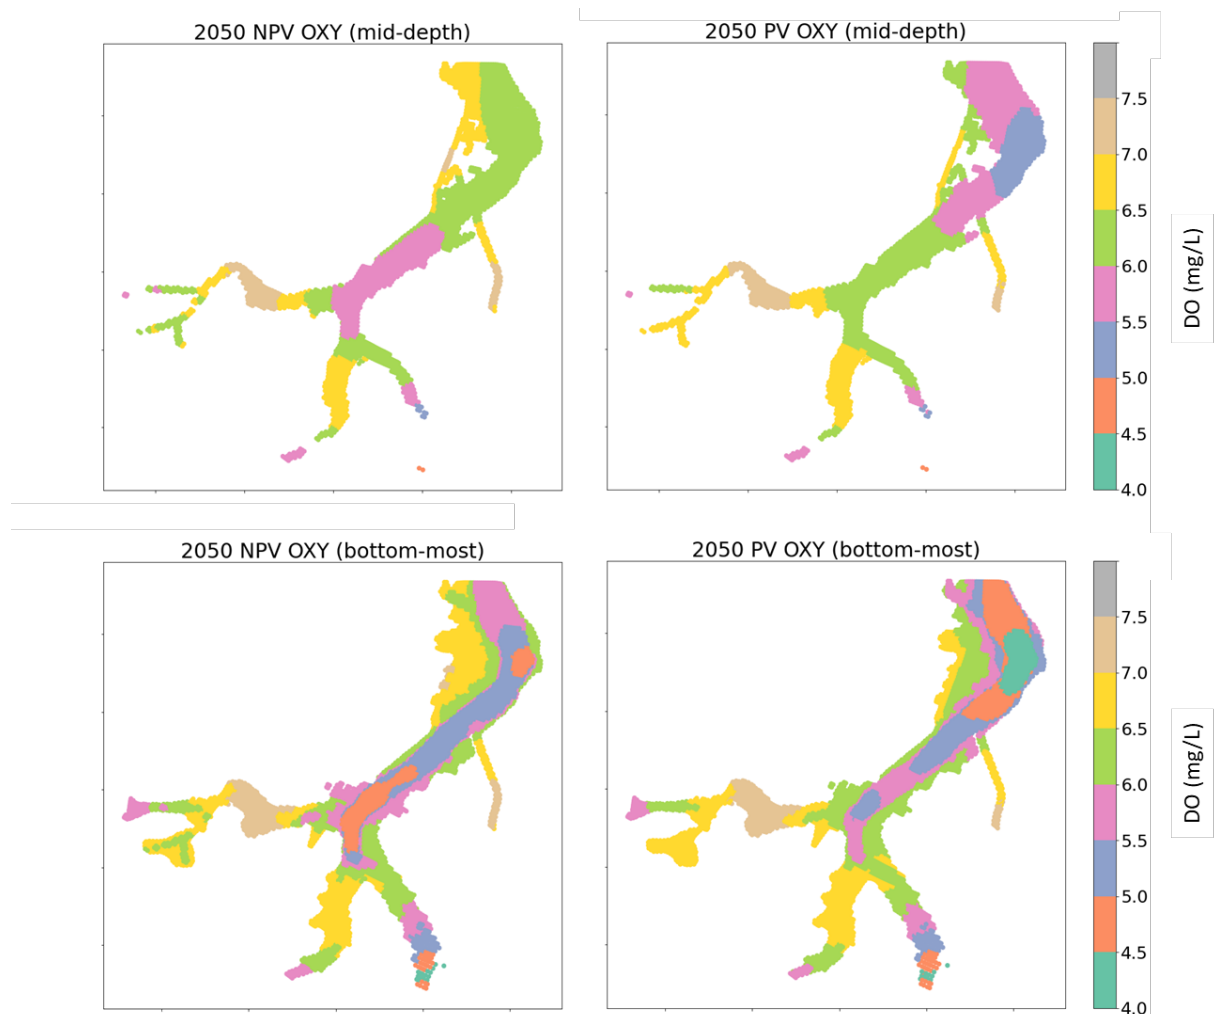 2050 NPV OXY (mid-depth)
2050 PV OXY (mid-depth)
7.5
7.0
6.5
6.0
5.5
5.0
4.5
4.0
DO (mg/L)
2050 NPV OXY (bottom-most)
2050 PV OXY (bottom-most)
7.5
7.0
6.5
6.0
5.5
5.0
4.5
4.0
DO (mg/L)